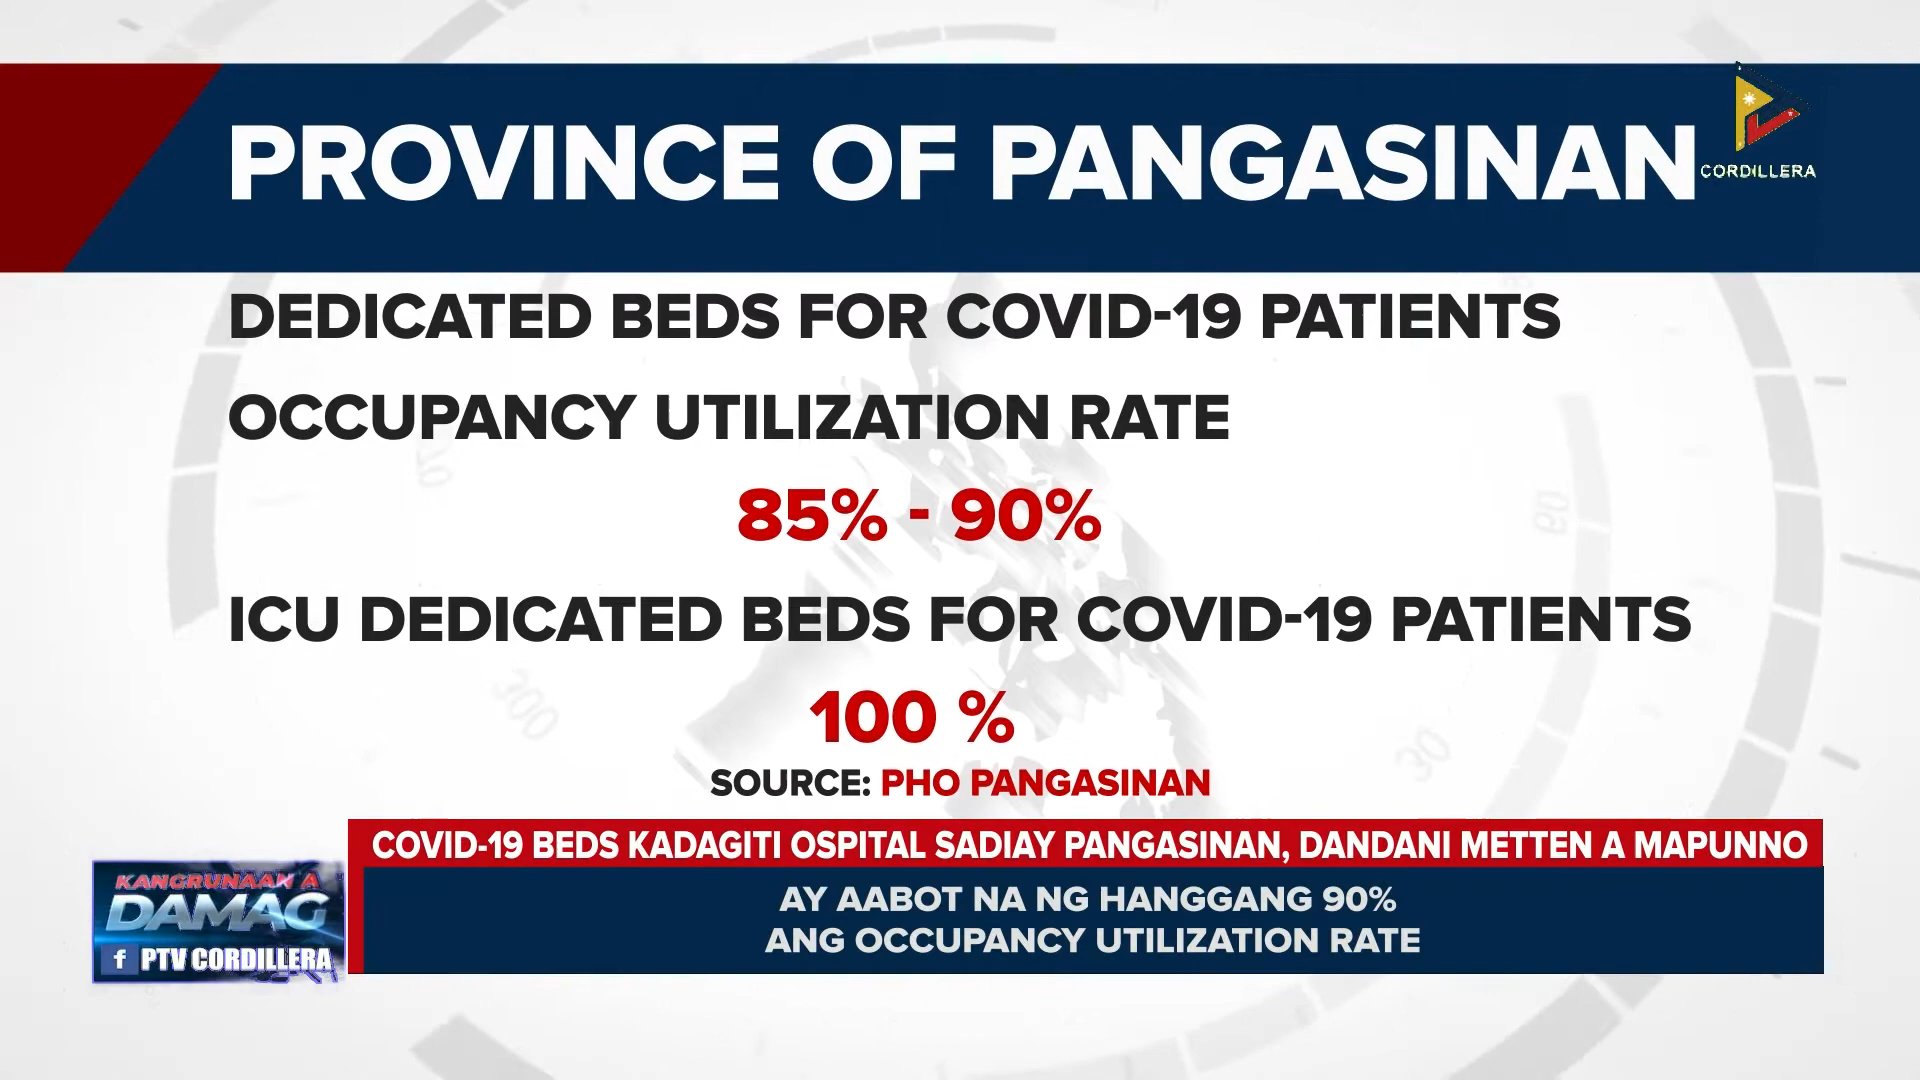 PROVINCE OF PANGASINAN
CORDILLERA
DEDICATED BEDS FOR COVID-19 PATIENTS
OCCUPANCY UTILIZATION RATE
85% - 90%
ICU DEDICATED BEDS FOR COVID-19 PATIENTS
100 %
SOURCE: PHO PANGASINAN
COVID-19 BEDS KADAGITI OSPITAL SADIAY PANGASINAN, DANDANI METTEN A MAPUNNO
KANGRUNAAN A
DAMAG
f PTV CORDILLERA
AY AABOT NA NG HANGGANG 90%
ANG OCCUPANCY UTILIZATION RATE
300
30